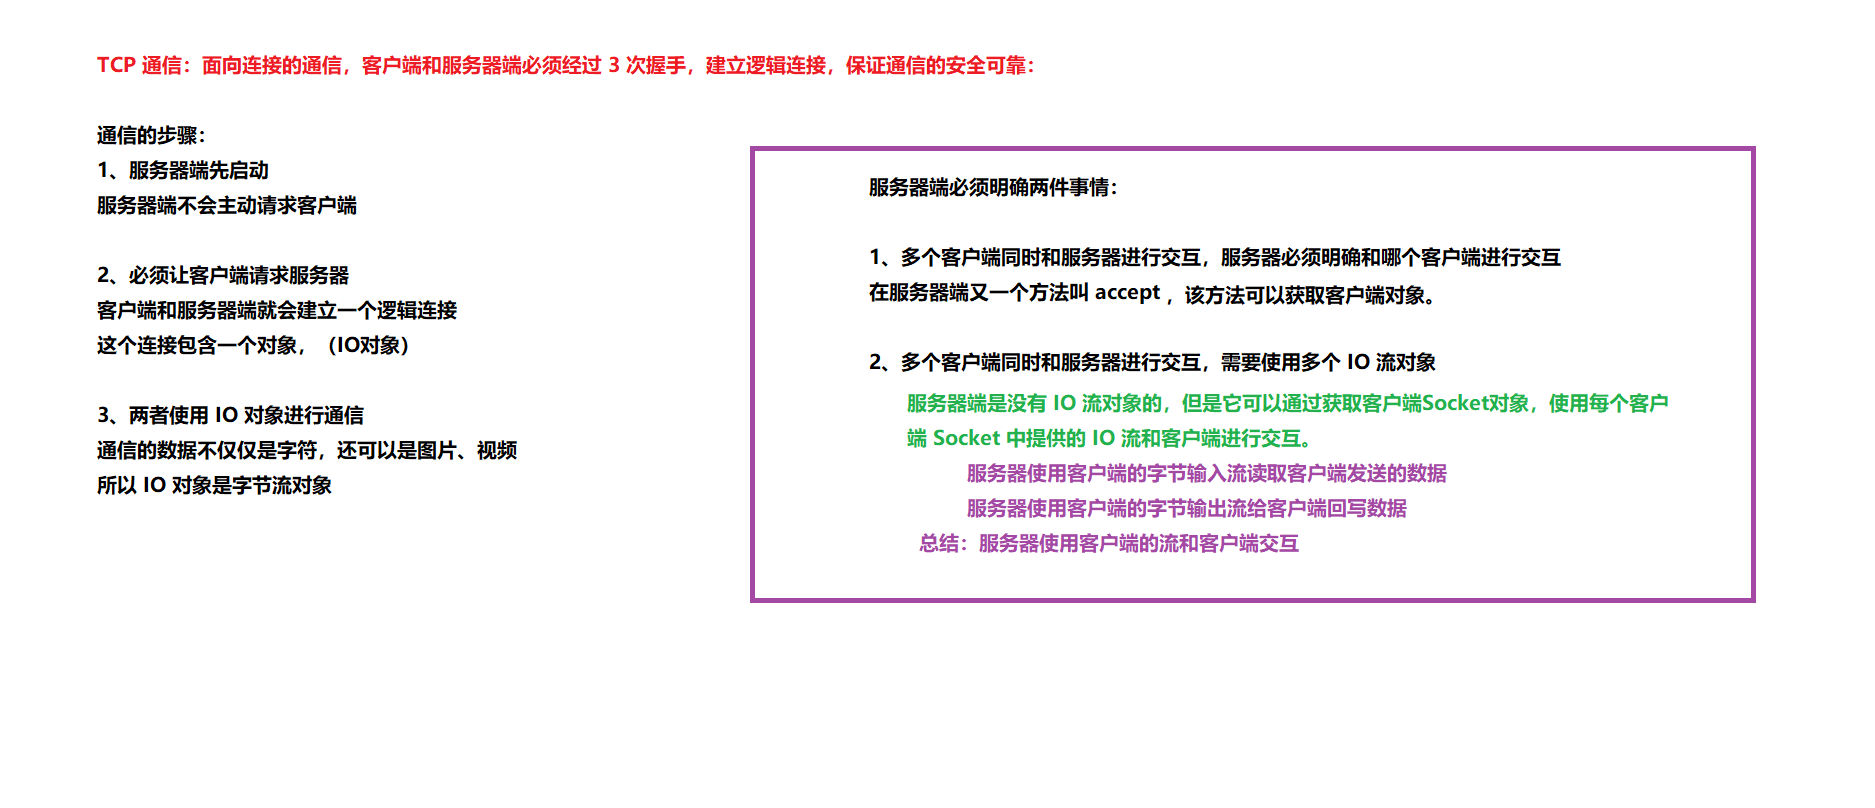 TCP 通信：面向连接的通信，客户端和服务器端必须经过 3 次握手，建立逻辑连接，保证通信的安全可靠：
通信的步骤：
1、服务器端先启动
服务器端不会主动请求客户端
2、必须让客户端请求服务器
客户端和服务器端就会建立一个逻辑连接
这个连接包含一个对象，（IO对象）
3、两者使用 IO 对象进行通信
通信的数据不仅仅是字符，还可以是图片、视频
所以 IO 对象是字节流对象
服务器端必须明确两件事情：
1、多个客户端同时和服务器进行交互，服务器必须明确和哪个客户端进行交互
在服务器端又一个方法叫 accept ，该方法可以获取客户端对象。
2、多个客户端同时和服务器进行交互，需要使用多个 IO 流对象
服务器端是没有 IO 流对象的，但是它可以通过获取客户端Socket对象，使用每个客户
端 Socket 中提供的 IO 流和客户端进行交互。
服务器使用客户端的字节输入流读取客户端发送的数据
服务器使用客户端的字节输出流给客户端回写数据
总结：服务器使用客户端的流和客户端交互